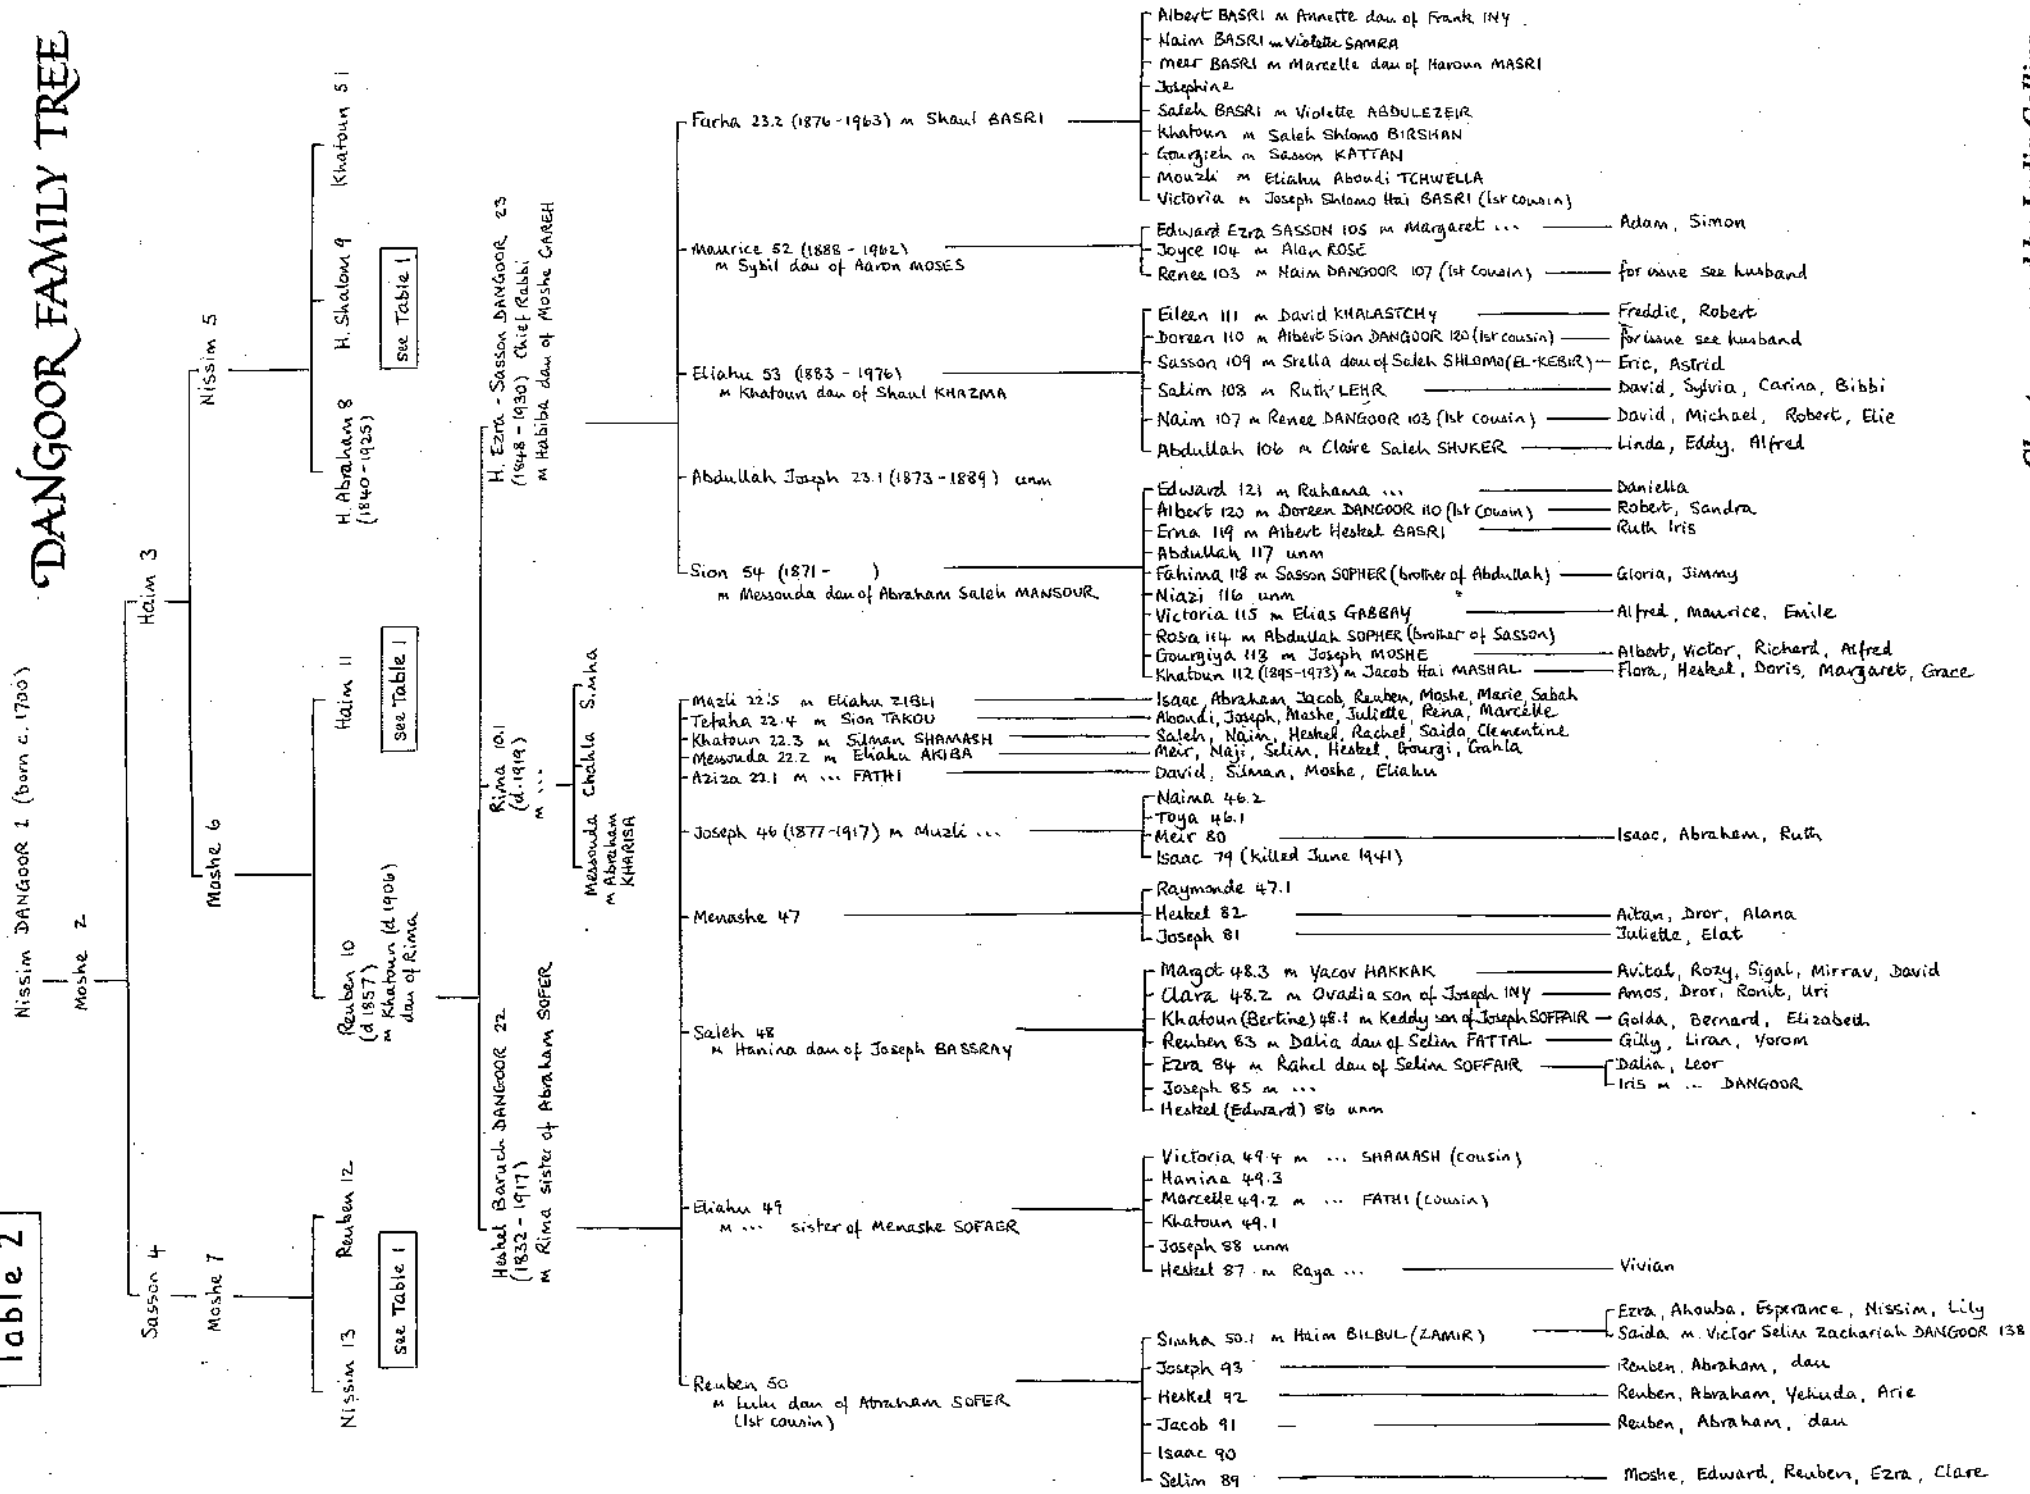 Table 2
DANGOOR FAMILY TREE
Nissim DANGOOR 1 (born c. 1700)
Moshe 2
Haim 3
Sasson 4
Nissim 5
Moshe 6
Moshe 7
Khatoun 51
H. Shalom 9
see Table 1
H. Abraham 8
(1840-1925)
Haim 11
see Table 1
Reuben 10
(d 1857)
m Khatoun (d 1906)
dau of Rima
Reuben 12
Nissim 13
see Table 1
H. Ezra - Sasson DANGOOR 23
(1848-1930) Chief Rabbi
m Habiba dau of Moshe GAREH
Rima 10.1
(d.1919)
m ...
Simha
Chahla
Messouda
m Abraham
KHARISA
Heskel Baruch DANGOOR 22
(1832-1917)
m Rima sister of Abraham SOFER
Farha 23.2 (1876-1963) m Shaul BASRI
Albert BASRI m Annette dau of Frank INY
Naim BASRI m Violette SAMRA
Meer BASRI m Marcelle dau of Haroun MASRI
Josephine
Saleh BASRI m Violette ABDULEZEIR
Khatoun m Saleh Shlomo BIRSHAN
Gourgieh m Sasson KATTAN
Mouzli m Eliahu Aboudi TCHWELLA
Victoria m Joseph Shlomo Hai BASRI (1st cousin)
Maurice 52 (1888 - 1962)
m Sybil dau of Aaron MOSES
Edward Ezra SASSON 105 m Margaret ... Adam, Simon
Joyce 104 m Alan ROSE
Renee 103 m Naim DANGOOR 107 (1st Cousin) for issue see husband
Eliahu 53 (1883 - 1976)
m Khatoun dau of Shaul KHAZMA
Eileen 111 m David KHALASTCHY Freddie, Robert
Doreen 110 m Albert Sion DANGOOR 120 (1st cousin) for issue see husband
Sasson 109 m Srella dau of Saleh SHLOMO (EL-KEBIR) Eric, Astrid
Salim 108 m Ruth LEHR David, Sylvia, Carina, Bibbi
Naim 107 m Renee DANGOOR 103 (1st cousin) David, Michael, Robert, Elie
Abdullah 106 m Claire Saleh SHUKER Linda, Eddy, Alfred
Abdullah Joseph 23.1 (1873-1889) unm
Sion 54 (1871- )
m Messouda dau of Abraham Saleh MANSOUR
Edward 121 m Rahama ... Daniella
Albert 120 m Doreen DANGOOR 110 (1st Cousin) Robert, Sandra
Erna 119 m Albert Heskel BASRI Ruth Iris
Abdullah 117 unm
Fahima 118 m Sasson SOPHER (brother of Abdullah) Gloria, Jimmy
Niazi 116 unm
Victoria 115 m Elias GABBAY Alfred, Maurice, Emile
Rosa 114 m Abdullah SOPHER (brother of Sasson)
Gourgiya 113 m Joseph MOSHE Albert, Victor, Richard, Alfred
Khatoun 112 (1895-1973) m Jacob Hai MASHAL Flora, Heskel, Doris, Margaret, Grace
Mazli 22.5 m Eliahu ZIBLI Isaac, Abraham, Jacob, Reuben, Moshe, Marie, Sabah
Tefaha 22.4 m Sion TAKOU Aboudi, Joseph, Moshe, Juliette, Rena, Marcelle
Khatoun 22.3 m Silman SHAMASH Saleh, Naim, Heskel, Rachel, Saida, Clementine
Messouda 22.2 m Eliahu AKIBA Meir, Naji, Selim, Heskel, Gourgi, Gahla
Aziza 22.1 m ... FATHI David, Silman, Moshe, Eliahu
Joseph 46 (1877-1917) m Muzli ...
Naima 46.2
Toya 46.1
Meir 80 Isaac, Abraham, Ruth
Isaac 79 (killed June 1941)
Menashe 47
Raymonde 47.1
Heskel 82 Aitan, Dror, Alana
Joseph 81 Juliette, Elat
Saleh 48
m Hanina dau of Joseph BASSRAY
Margot 48.3 m Yacov HAKKAK Avital, Rozy, Sigal, Mirrav, David
Clara 48.2 m Ovadia son of Joseph INY Amos, Dror, Ronit, Uri
Khatoun (Bertine) 48.1 m Keddy son of Joseph SOFFAIR Golda, Bernard, Elizabeth
Reuben 83 m Dalia dau of Selim FATTAL Gilly, Liran, Yorom
Ezra 84 m Rahel dau of Selim SOFFAIR Dalia, Leor
Iris m ... DANGOOR
Joseph 85 m ...
Heskel (Edward) 86 unm
Eliahu 49
m ... sister of Menashe SOFAER
Victoria 49.4 m ... SHAMASH (cousin)
Hanina 49.3
Marcelle 49.2 m ... FATHI (cousin)
Khatoun 49.1
Joseph 88 unm
Heskel 87 m Raya ... Vivian
Reuben 50
m Lulu dau of Abraham SOFER
(1st cousin)
Simha 50.1 m Haim BILBUL (ZAMIR) Ezra, Ahouba, Esperance, Nissim, Lily
Saida m Victor Selim Zachariah DANGOOR 138
Joseph 93 Reuben, Abraham, dau
Heskel 92 Reuben, Abraham, Yehuda, Arie
Jacob 91 Reuben, Abraham, dau
Isaac 90
Selim 89 Moshe, Edward, Reuben, Ezra, Clare